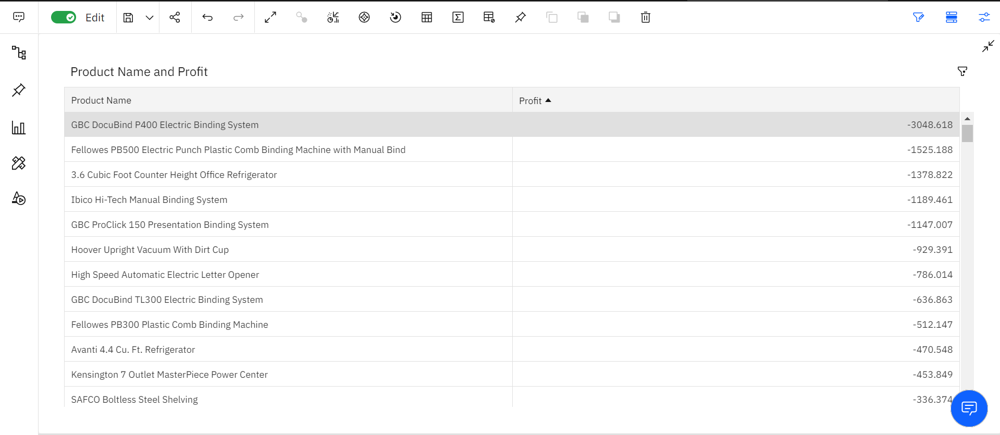 Edit
Product Name and Profit
Product Name Profit
GBC DocuBind P400 Electric Binding System -3048.618
Fellowes PB500 Electric Punch Plastic Comb Binding Machine with Manual Bind -1525.188
3.6 Cubic Foot Counter Height Office Refrigerator -1378.822
Ibico Hi-Tech Manual Binding System -1189.461
GBC ProClick 150 Presentation Binding System -1147.007
Hoover Upright Vacuum With Dirt Cup -929.391
High Speed Automatic Electric Letter Opener -786.014
GBC DocuBind TL300 Electric Binding System -636.863
Fellowes PB300 Plastic Comb Binding Machine -512.147
Avanti 4.4 Cu. Ft. Refrigerator -470.548
Kensington 7 Outlet MasterPiece Power Center -453.849
SAFCO Boltless Steel Shelving -336.374